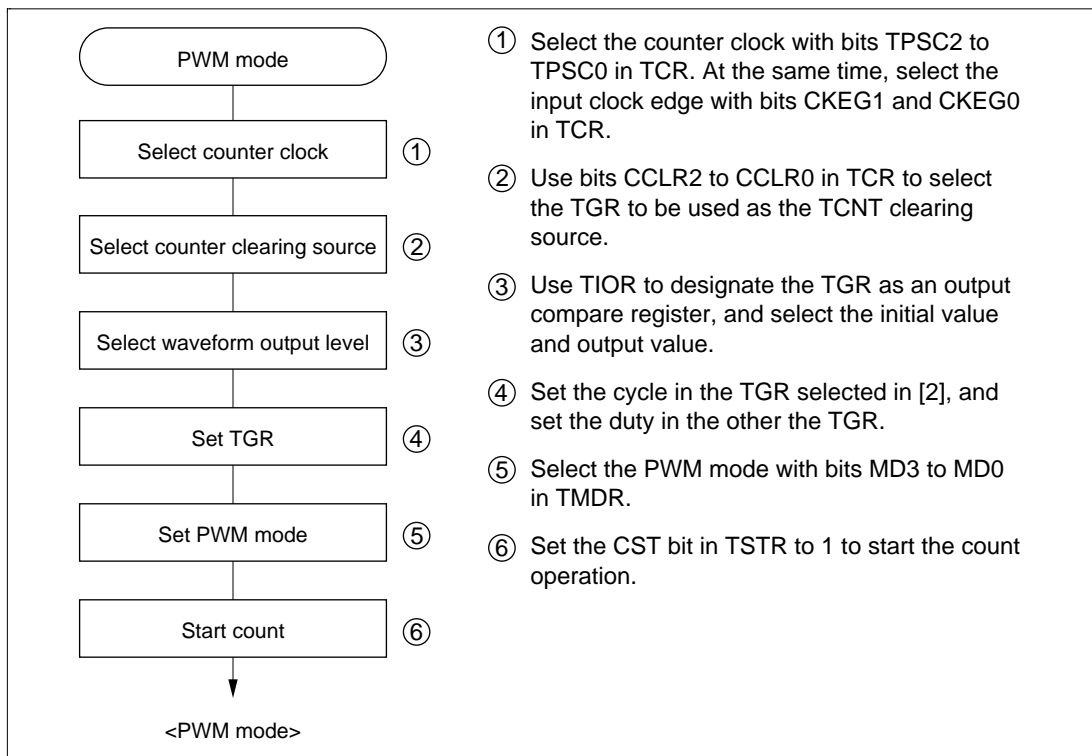 PWM mode
Select counter clock
①
Select counter clearing source
②
Select waveform output level
③
Set TGR
④
Set PWM mode
⑤
Start count
⑥
<PWM mode>
① Select the counter clock with bits TPSC2 to
TPSC0 in TCR. At the same time, select the
input clock edge with bits CKEG1 and CKEG0
in TCR.
② Use bits CCLR2 to CCLR0 in TCR to select
the TGR to be used as the TCNT clearing
source.
③ Use TIOR to designate the TGR as an output
compare register, and select the initial value
and output value.
④ Set the cycle in the TGR selected in [2], and
set the duty in the other the TGR.
⑤ Select the PWM mode with bits MD3 to MD0
in TMDR.
⑥ Set the CST bit in TSTR to 1 to start the count
operation.